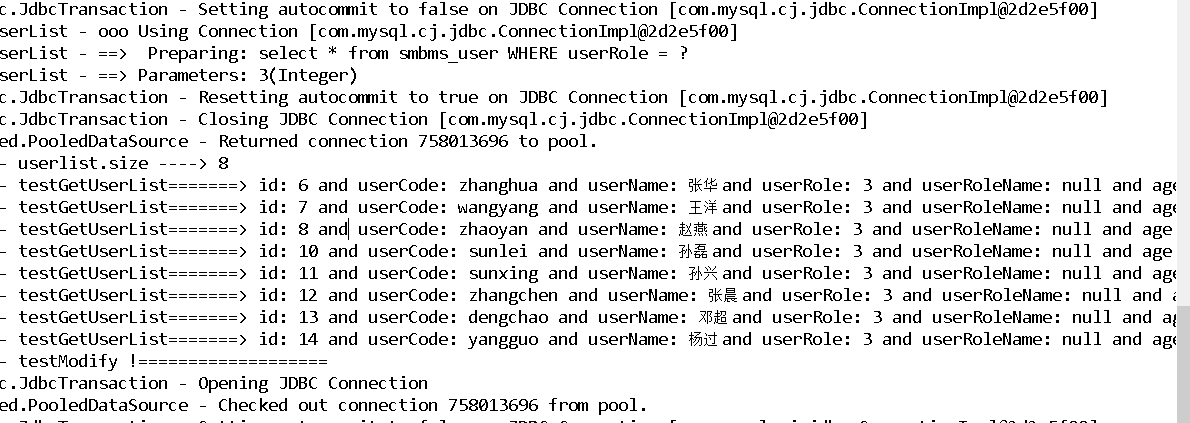 c.JdbcTransaction - Setting autocommit to false on JDBC Connection [com.mysql.cj.jdbc.ConnectionImpl@2d2e5f00]
serList - ooo Using Connection [com.mysql.cj.jdbc.ConnectionImpl@2d2e5f00]
serList - ==>  Preparing: select * from smbms_user WHERE userRole = ?
serList - ==> Parameters: 3(Integer)
c.JdbcTransaction - Resetting autocommit to true on JDBC Connection [com.mysql.cj.jdbc.ConnectionImpl@2d2e5f00]
c.JdbcTransaction - Closing JDBC Connection [com.mysql.cj.jdbc.ConnectionImpl@2d2e5f00]
ed.PooledDataSource - Returned connection 758013696 to pool.
- userlist.size ----> 8
- testGetUserList=======> id: 6 and userCode: zhanghua and userName: 张华 and userRole: 3 and userRoleName: null and age
- testGetUserList=======> id: 7 and userCode: wangyang and userName: 王洋 and userRole: 3 and userRoleName: null and age
- testGetUserList=======> id: 8 and userCode: zhaoyan and userName: 赵燕 and userRole: 3 and userRoleName: null and age
- testGetUserList=======> id: 10 and userCode: sunlei and userName: 孙磊 and userRole: 3 and userRoleName: null and age
- testGetUserList=======> id: 11 and userCode: sunxing and userName: 孙兴 and userRole: 3 and userRoleName: null and ag
- testGetUserList=======> id: 12 and userCode: zhangchen and userName: 张晨 and userRole: 3 and userRoleName: null and
- testGetUserList=======> id: 13 and userCode: dengchao and userName: 邓超 and userRole: 3 and userRoleName: null and a
- testGetUserList=======> id: 14 and userCode: yangguo and userName: 杨过 and userRole: 3 and userRoleName: null and ag
- testModify !===================
c.JdbcTransaction - Opening JDBC Connection
ed.PooledDataSource - Checked out connection 758013696 from pool.